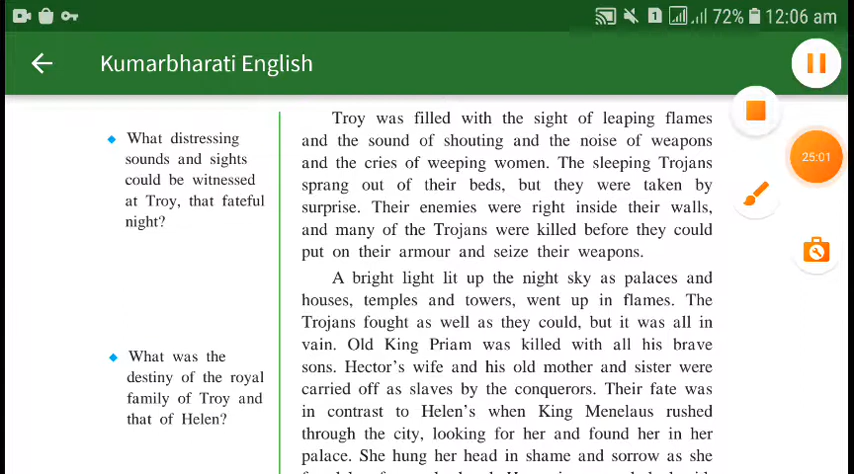 72% 12:06 am
Kumarbharati English
25:01
What distressing
sounds and sights
could be witnessed
at Troy, that fateful
night?
Troy was filled with the sight of leaping flames
and the sound of shouting and the noise of weapons
and the cries of weeping women. The sleeping Trojans
sprang out of their beds, but they were taken by
surprise. Their enemies were right inside their walls,
and many of the Trojans were killed before they could
put on their armour and seize their weapons.
A bright light lit up the night sky as palaces and
houses, temples and towers, went up in flames. The
Trojans fought as well as they could, but it was all in
vain. Old King Priam was killed with all his brave
sons. Hector's wife and his old mother and sister were
carried off as slaves by the conquerors. Their fate was
in contrast to Helen's when King Menelaus rushed
through the city, looking for her and found her in her
palace. She hung her head in shame and sorrow as she
What was the
destiny of the royal
family of Troy and
that of Helen?